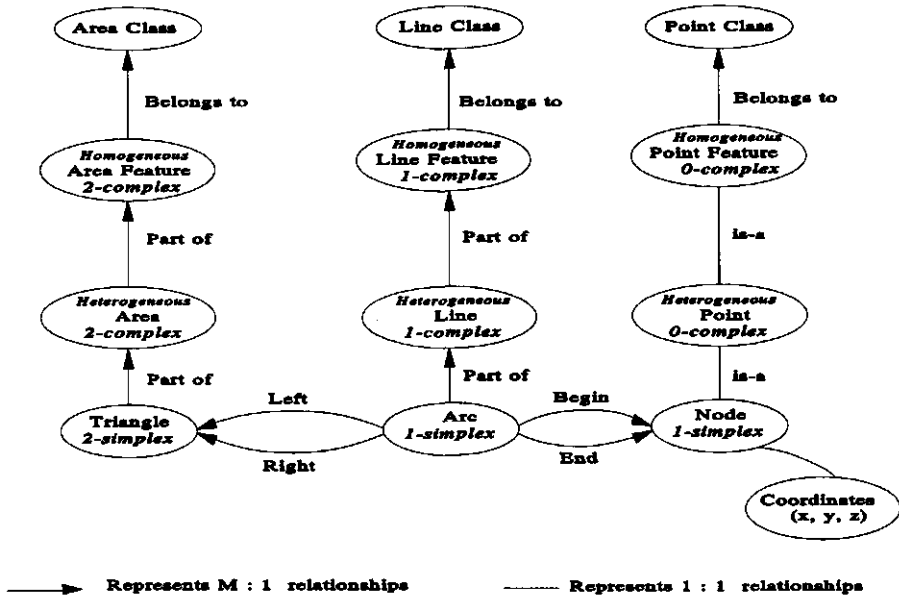 Area Class
Line Class
Point Class
Belongs to
Belongs to
Belongs to
Homogeneous
Area Feature
2-complex
Homogeneous
Line Feature
1-complex
Homogeneous
Point Feature
0-complex
Part of
Part of
is-a
Heterogeneous
Area
2-complex
Heterogeneous
Line
1-complex
Heterogeneous
Point
0-complex
Part of
Part of
is-a
Left
Begin
Triangle
2-simplex
Arc
1-simplex
Node
1-simplex
Right
End
Coordinates
(x, y, z)
Represents M : 1 relationships
Represents 1 : 1 relationships